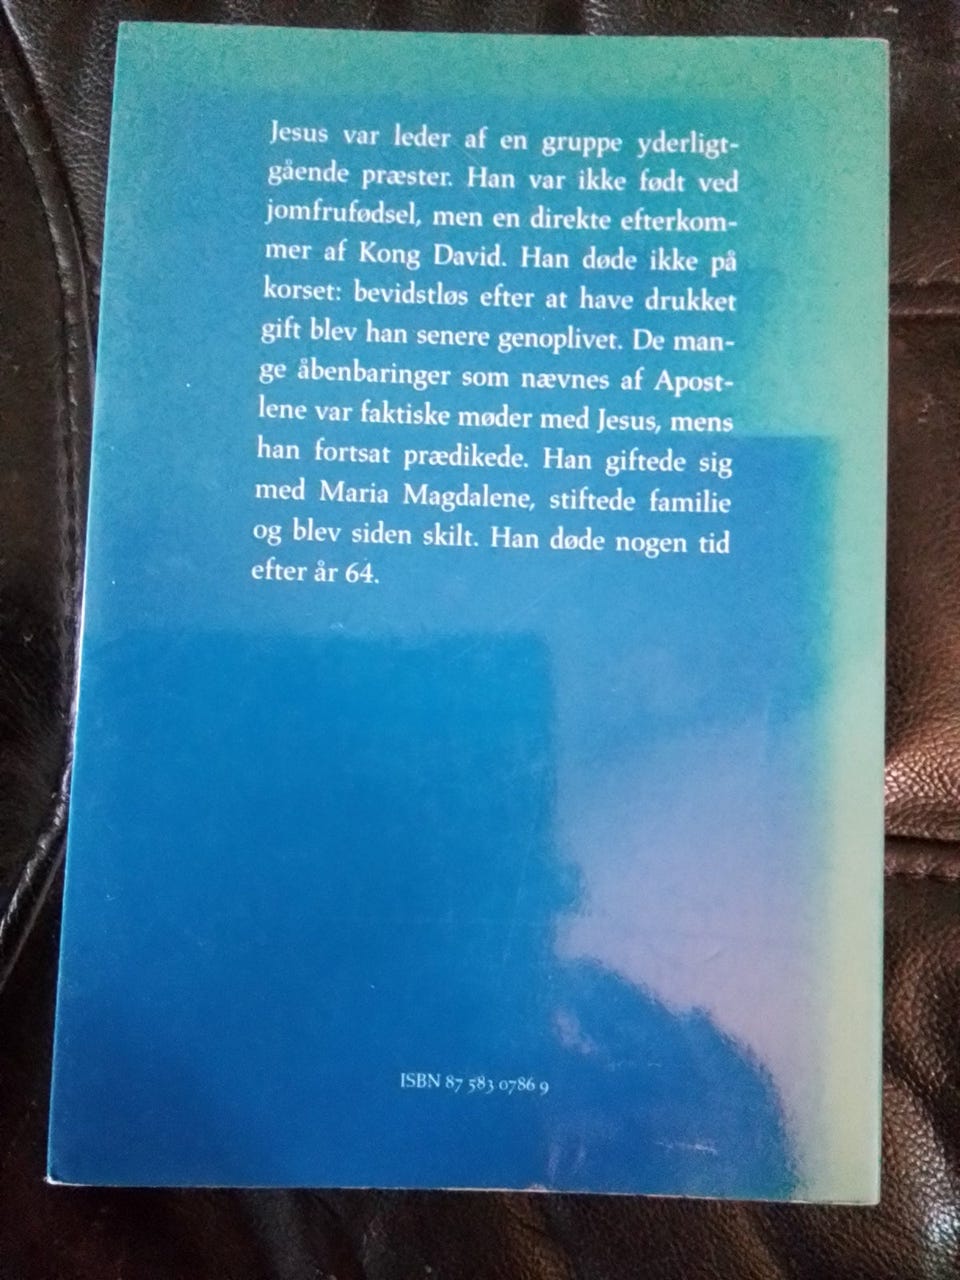 Jesus var leder af en gruppe yderligt-
gående præster. Han var ikke født ved
jomfrufødsel, men en direkte efterkom-
mer af Kong David. Han døde ikke på
korset: bevidstløs efter at have drukket
gift blev han senere genoplivet. De man-
ge åbenbaringer som nævnes af Apost-
lene var faktiske møder med Jesus, mens
han fortsat prædikede. Han giftede sig
med Maria Magdalene, stiftede familie
og blev siden skilt. Han døde nogen tid
efter år 64.
ISBN 87 583 0786 9